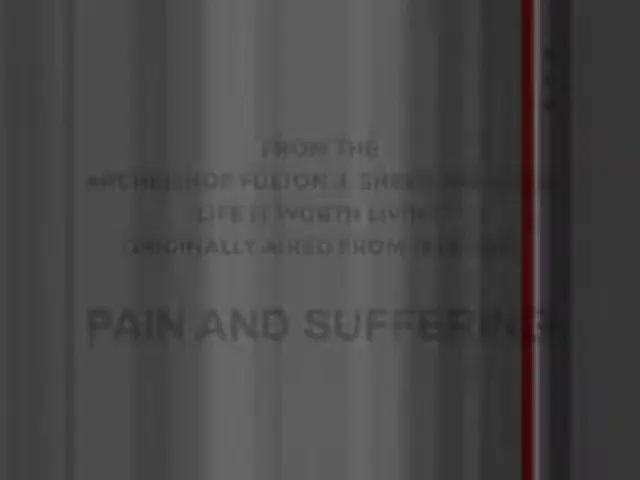 FROM THE
ARCHBISHOP FULTON J. SHEEN
LIFE IS WORTH LIVING
ORIGINALLY AIRED FROM
PAIN AND SUFFERING